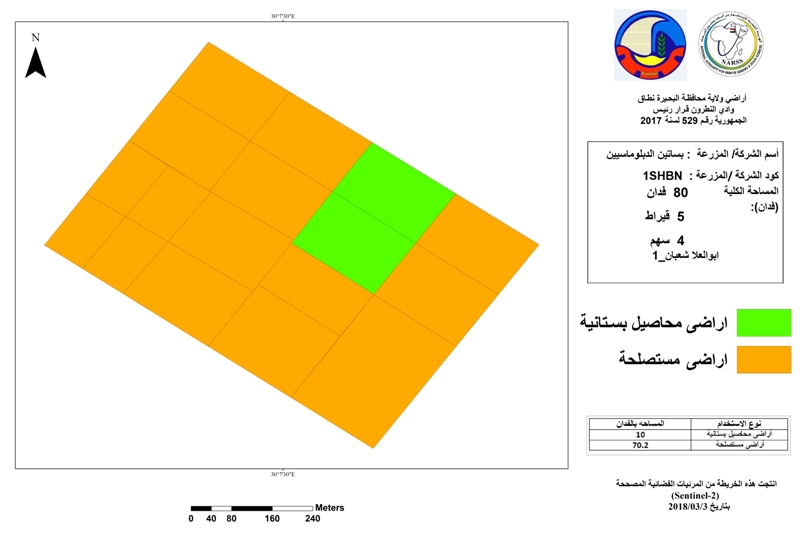 30°7'30"E
N
NARSS
أراضي ولاية محافظة البحيرة نطاق
وادي النطرون قرار رئيس
الجمهورية رقم 529 لسنة 2017
أسم الشركة/ المزرعة : بساتين الدبلوماسيين
كود الشركة /المزرعة : 1SHBN
المساحة الكلية (فدان): 80 فدان
5 قيراط
4 سهم
ابوالعلا شعبان_1
اراضى محاصيل بستانية
اراضى مستصلحة
نوع الاستخدام المساحه بالفدان
أراضى محاصيل بستانية 10
أراضى مستصلحة 70.2
30°7'30"E
انتجت هذه الخريطة من المرئيات الفضائية المصححة
(Sentinel-2)
بتاريخ 2018/03/3
Meters
0 40 80 160 240